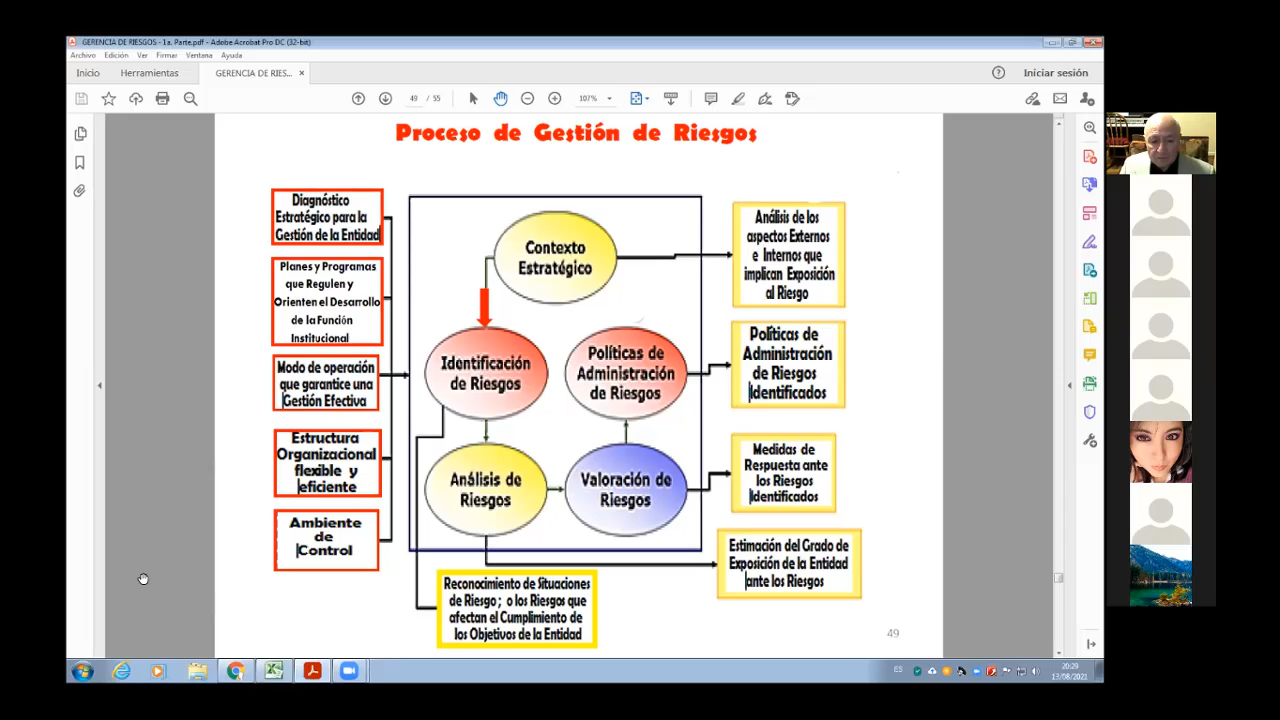 GERENCIA DE RIESGOS - 1a. Parte.pdf - Adobe Acrobat Pro DC (32-bit)
Archivo Edición Ver Firmar Ventana Ayuda
Inicio Herramientas GERENCIA DE RIES... × Iniciar sesión
49 / 55 107%
Proceso de Gestión de Riesgos
Diagnóstico
Estratégico para la
Gestión de la Entidad
Planes y Programas
que Regulen y
Orienten el Desarrollo
de la Función
Institucional
Modo de operación
que garantice una
Gestión Efectiva
Estructura
Organizacional
flexible y
eficiente
Ambiente
de
Control
Contexto
Estratégico
Identificación
de Riesgos
Políticas de
Administración
de Riesgos
Análisis de
Riesgos
Valoración de
Riesgos
Análisis de los
aspectos Externos
e Internos que
implican Exposición
al Riesgo
Políticas de
Administración
de Riesgos
Identificados
Medidas de
Respuesta ante
los Riesgos
Identificados
Estimación del Grado de
Exposición de la Entidad
ante los Riesgos
Reconocimiento de Situaciones
de Riesgo; o los Riesgos que
afectan el Cumplimiento de
los Objetivos de la Entidad
49
ES
20:29
13/08/2021